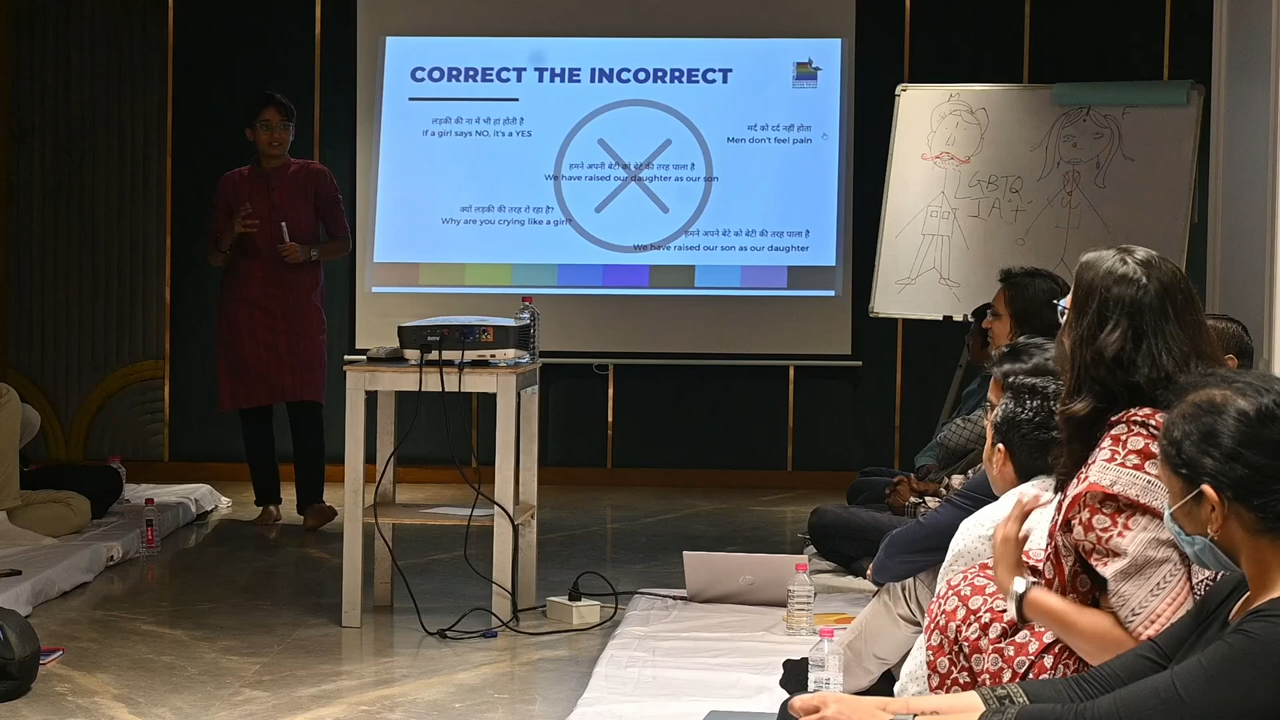 CORRECT THE INCORRECT
लड़की की ना में भी हां होती है
If a girl says NO, it's a YES
मर्द को दर्द नहीं होता
Men don't feel pain
हमने अपनी बेटी को बेटे की तरह पाला है
We have raised our daughter as our son
क्यों लड़की की तरह रो रहा है?
Why are you crying like a girl?
हमने अपने बेटे को बेटी की तरह पाला है
We have raised our son as our daughter
M
F
LGBTQ
IA+
hp